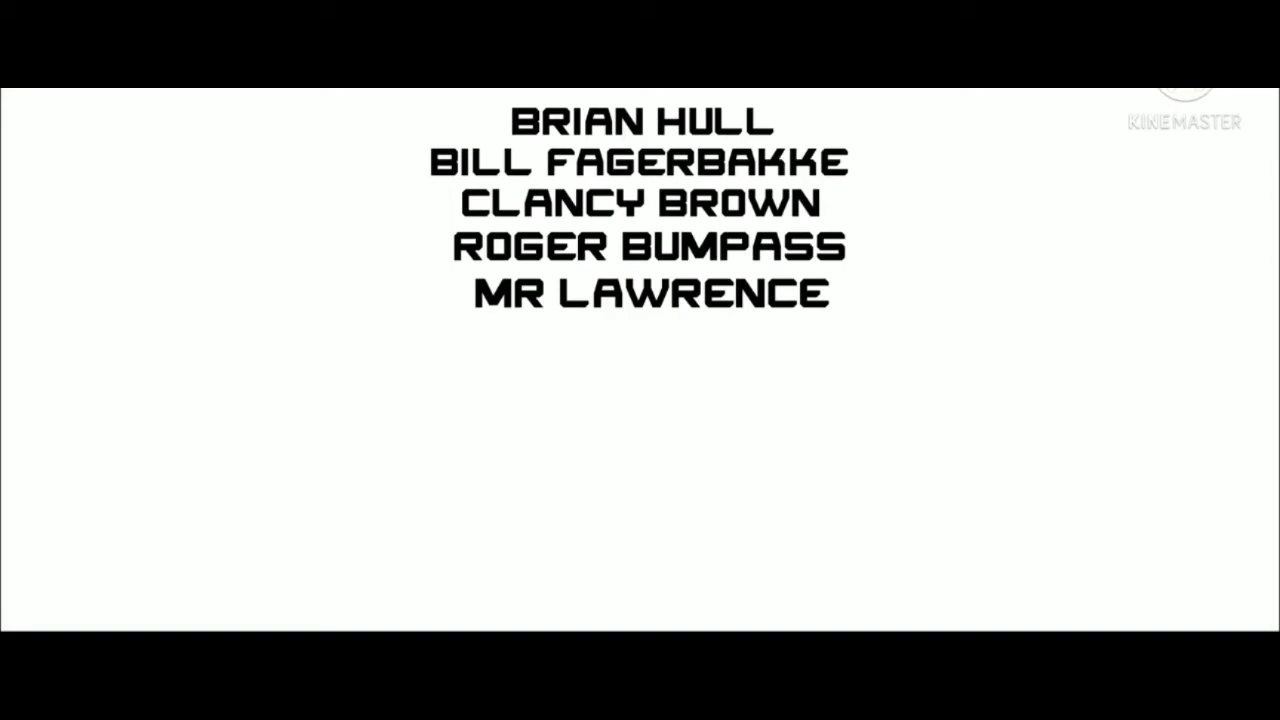 BRIAN HULL
KINEMASTER
BILL FAGERBAKKE
CLANCY BROWN
ROGER BUMPASS
MR LAWRENCE